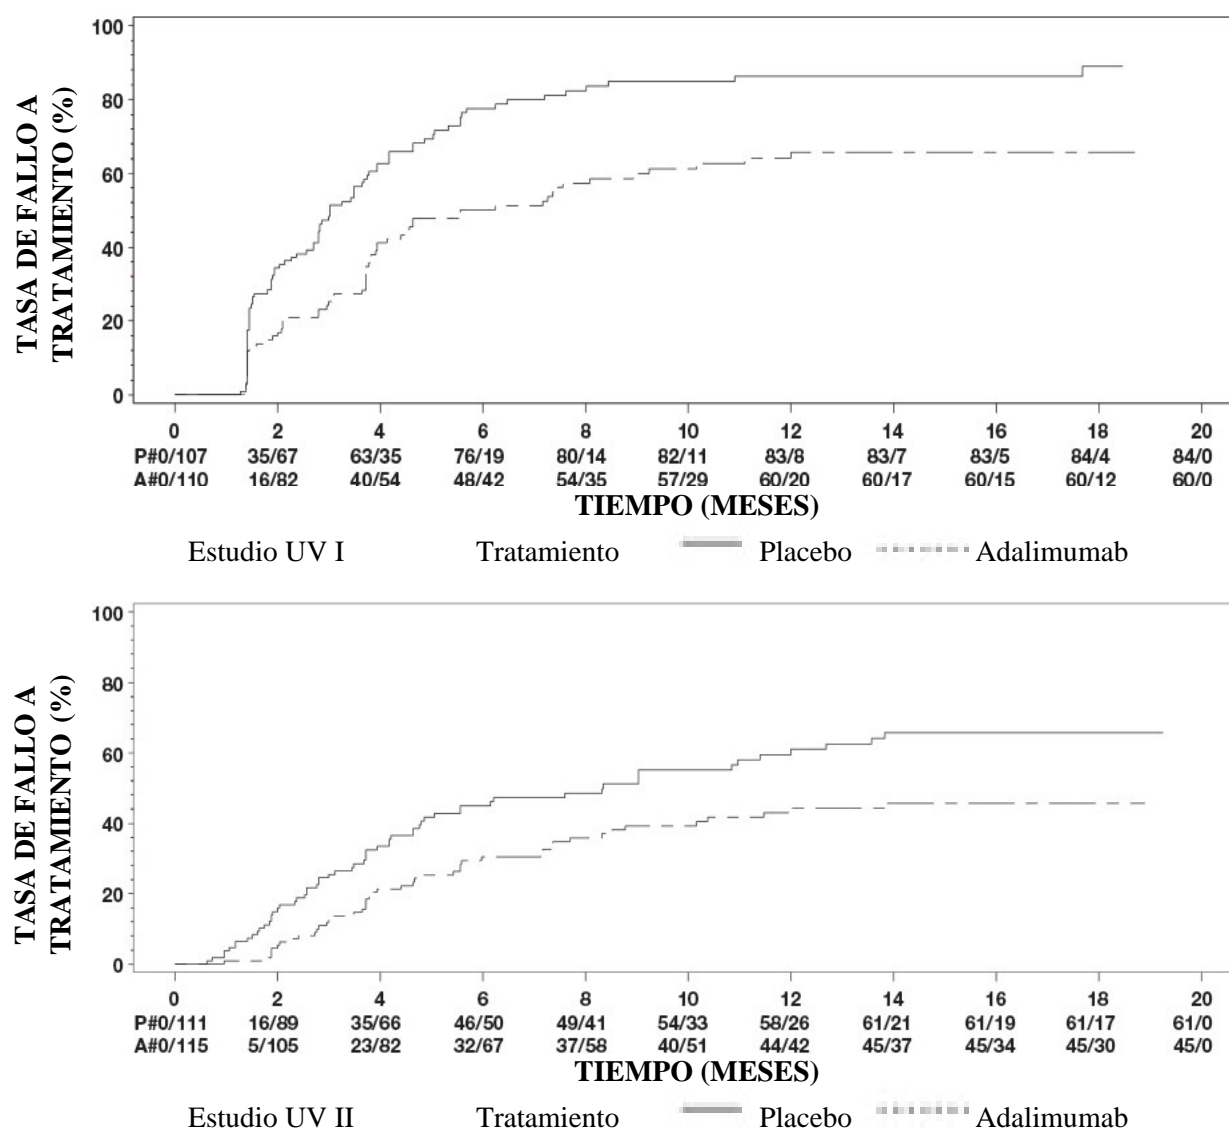 TASA DE FALLO A
TRATAMIENTO (%)
100
80
60
40
20
0
0 2 4 6 8 10 12 14 16 18 20
P#0/107 35/67 63/35 76/19 80/14 82/11 83/8 83/7 83/5 84/4 84/0
A#0/110 16/82 40/54 48/42 54/35 57/29 60/20 60/17 60/15 60/12 60/0
TIEMPO (MESES)
Estudio UV I Tratamiento Placebo Adalimumab
TASA DE FALLO A
TRATAMIENTO (%)
100
80
60
40
20
0
0 2 4 6 8 10 12 14 16 18 20
P#0/111 16/89 35/66 46/50 49/41 54/33 58/26 61/21 61/19 61/17 61/0
A#0/115 5/105 23/82 32/67 37/58 40/51 44/42 45/37 45/34 45/30 45/0
TIEMPO (MESES)
Estudio UV II Tratamiento Placebo Adalimumab